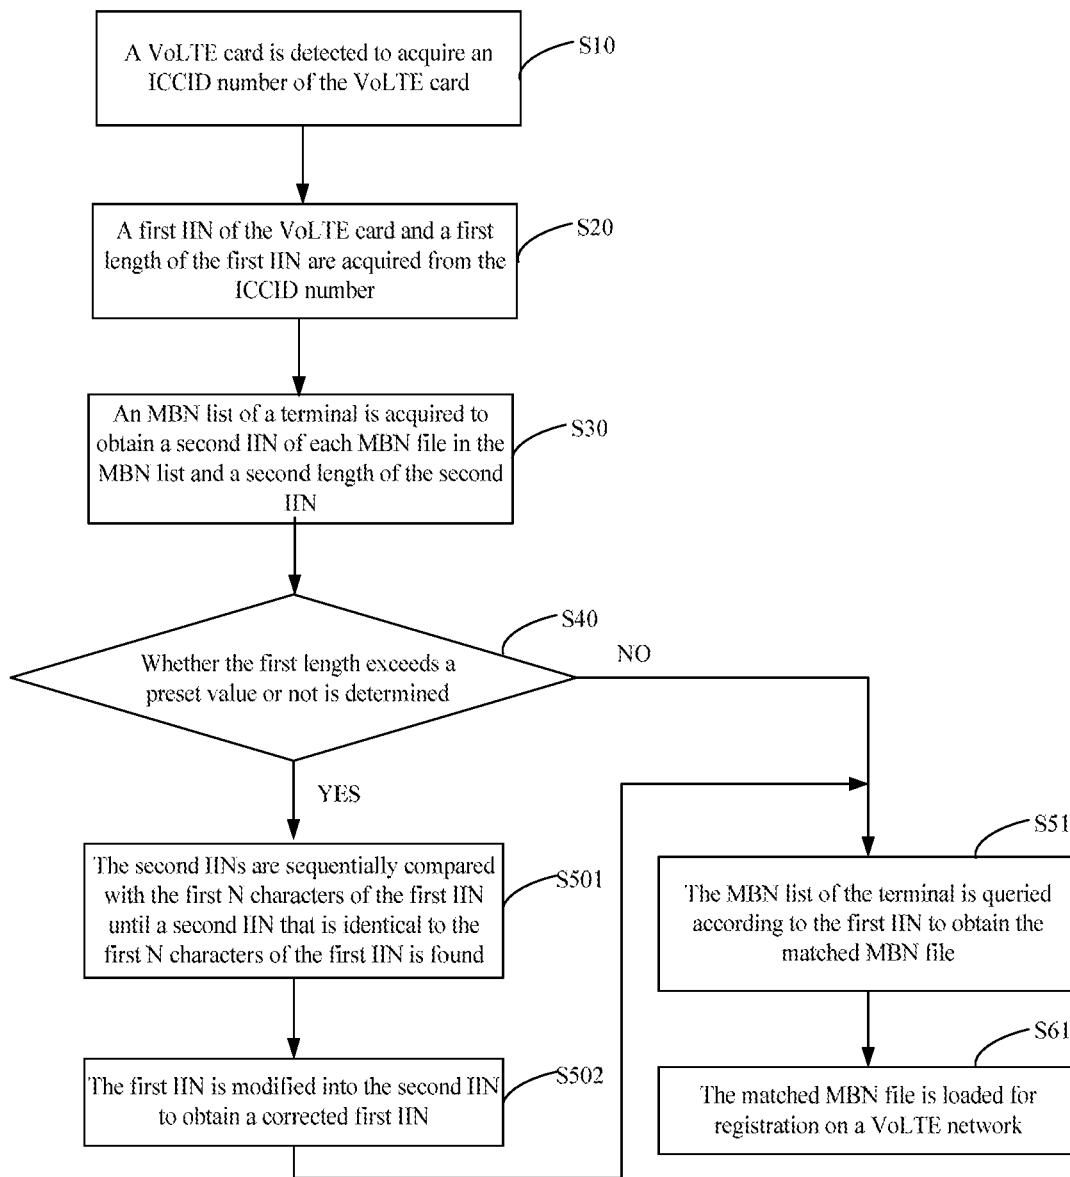 A VoLTE card is detected to acquire an
ICCID number of the VoLTE card
S10
A first IIN of the VoLTE card and a first
length of the first IIN are acquired from the
ICCID number
S20
An MBN list of a terminal is acquired to
obtain a second IIN of each MBN file in the
MBN list and a second length of the second
IIN
S30
Whether the first length exceeds a
preset value or not is determined
S40
NO
YES
The second IINs are sequentially compared
with the first N characters of the first IIN
until a second IIN that is identical to the
first N characters of the first IIN is found
S501
The first IIN is modified into the second IIN
to obtain a corrected first IIN
S502
The MBN list of the terminal is queried
according to the first IIN to obtain the
matched MBN file
S51
The matched MBN file is loaded for
registration on a VoLTE network
S61